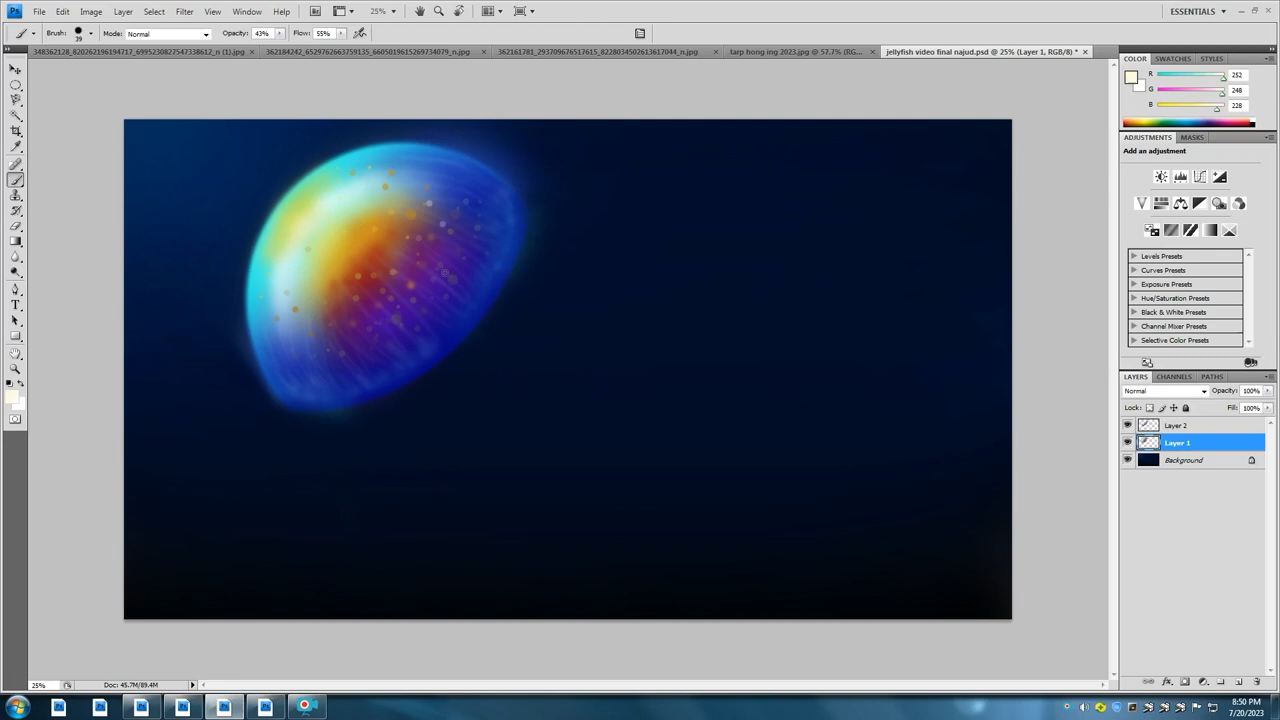 Ps File Edit Image Layer Select Filter View Window Help 25% ESSENTIALS
Brush: 39 Mode: Normal Opacity: 43% Flow: 55%
348362128_820262196194717_6995230827547338612_n (1).jpg 362184242_6529762663759135_6605019615269734079_n.jpg 362161781_293709676517615_8228034502613617044_n.jpg tarp hong ing 2023.jpg @ 57.7% (RG... jellyfish video final najud.psd @ 25% (Layer 1, RGB/8) *
COLOR SWATCHES STYLES
R 252
G 248
B 228
ADJUSTMENTS MASKS
Add an adjustment
Levels Presets
Curves Presets
Exposure Presets
Hue/Saturation Presets
Black & White Presets
Channel Mixer Presets
Selective Color Presets
LAYERS CHANNELS PATHS
Normal Opacity: 100%
Lock: Fill: 100%
Layer 2
Layer 1
Background
25% Doc: 45.7M/89.4M
8:50 PM
7/20/2023